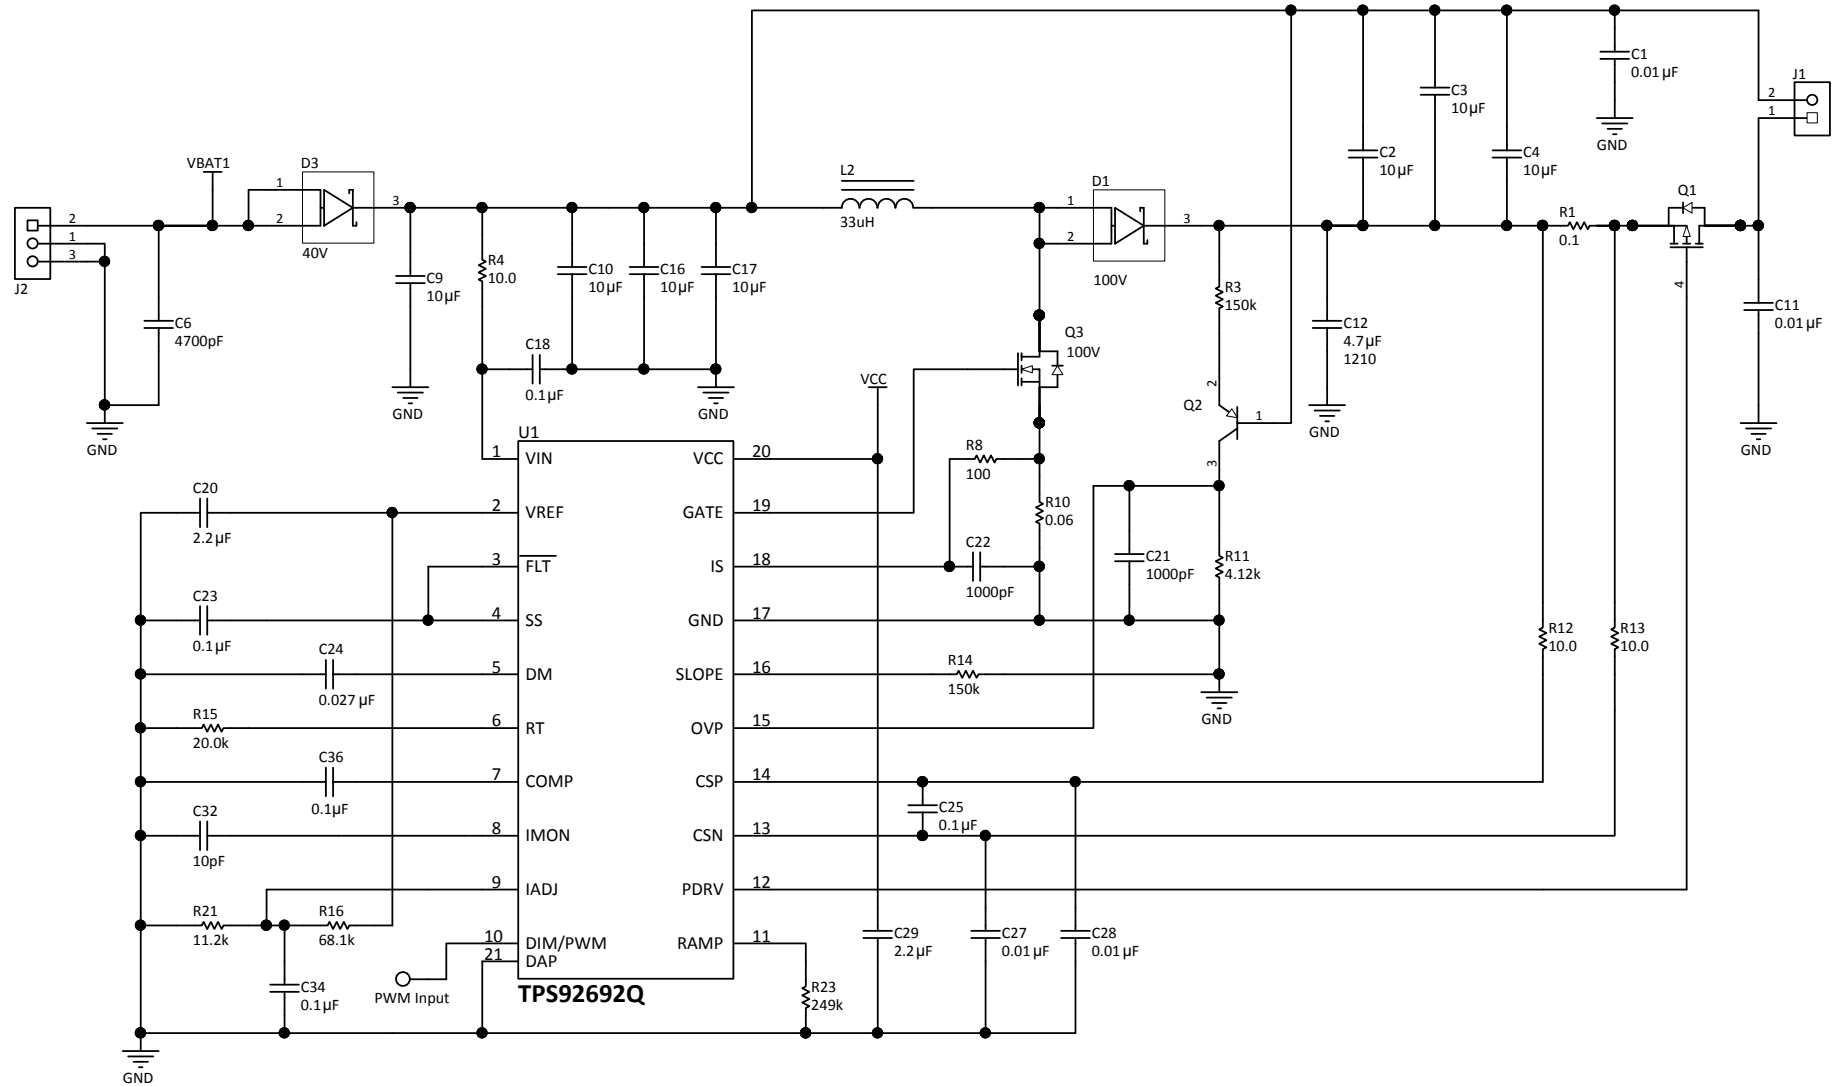 C1
0.01µF
GND
J1
2
1
C3
10µF
C2
10µF
C4
10µF
VBAT1
D3
1
2
3
40V
J2
2
1
3
C6
4700pF
GND
C9
10µF
GND
R4
10.0
C10
10µF
C16
10µF
C17
10µF
GND
C18
0.1µF
L2
33uH
D1
1
2
3
100V
Q3
100V
R3
150k
2
Q2
1
3
C12
4.7µF
1210
GND
R1
0.1
Q1
4
C11
0.01µF
GND
VCC
U1
1 VIN
2 VREF
3 FLT
4 SS
5 DM
6 RT
7 COMP
8 IMON
9 IADJ
10 DIM/PWM
21 DAP
VCC 20
GATE 19
IS 18
GND 17
SLOPE 16
OVP 15
CSP 14
CSN 13
PDRV 12
RAMP 11
TPS92692Q
C20
2.2µF
C23
0.1µF
C24
0.027µF
R15
20.0k
C36
0.1µF
C32
10pF
R21
11.2k
R16
68.1k
C34
0.1µF
PWM Input
GND
R8
100
R10
0.06
C22
1000pF
C21
1000pF
R11
4.12k
R14
150k
GND
R12
10.0
R13
10.0
C25
0.1µF
C29
2.2µF
C27
0.01µF
C28
0.01µF
R23
249k